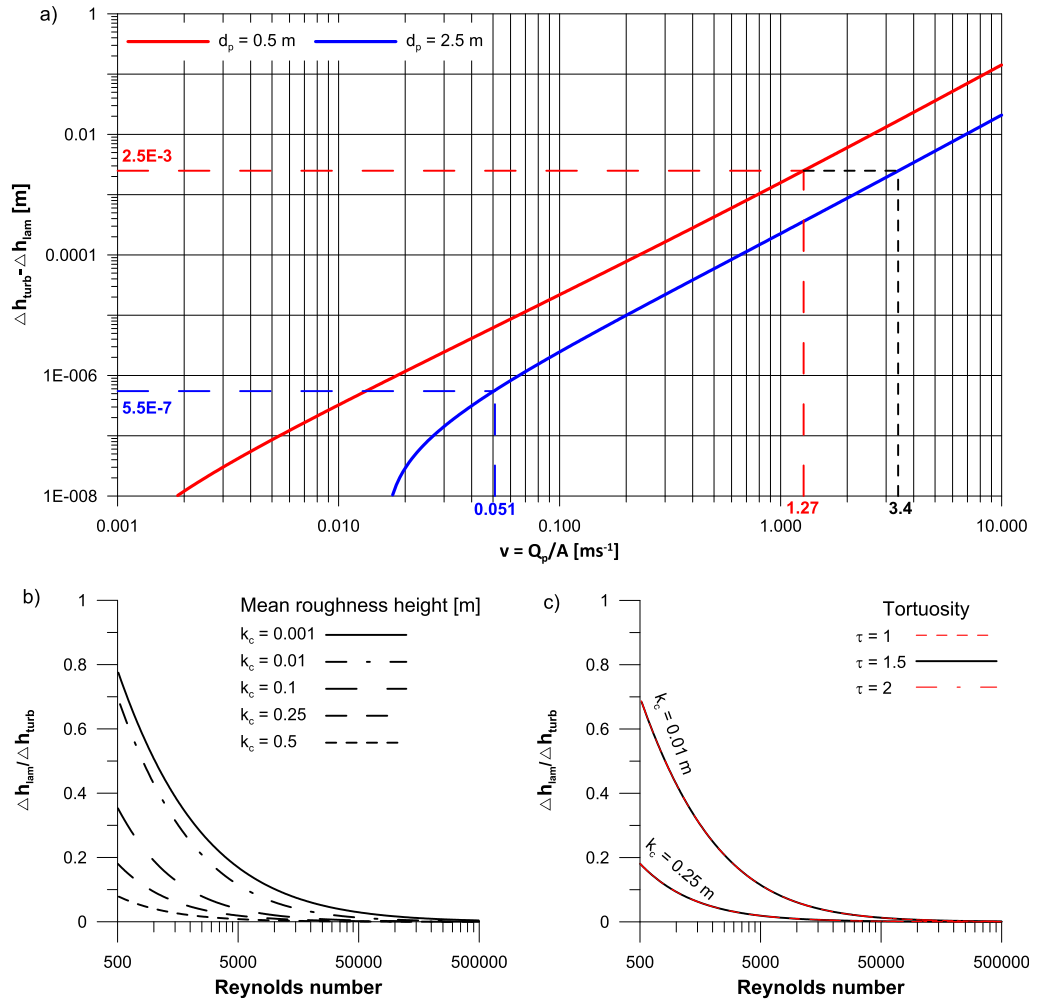 a)
1
d_p = 0.5 m
d_p = 2.5 m
0.01
2.5E-3
△h_turb-△h_lam [m]
0.0001
1E-006
5.5E-7
1E-008
0.051
1.27
3.4
0.001
0.010
0.100
1.000
10.000
v = Q_p/A [ms⁻¹]
b)
Mean roughness height [m]
k_c = 0.001
k_c = 0.01
k_c = 0.1
k_c = 0.25
k_c = 0.5
1
0.8
0.6
0.4
0.2
0
△h_lam/△h_turb
500
5000
50000
500000
Reynolds number
c)
Tortuosity
τ = 1
τ = 1.5
τ = 2
1
0.8
0.6
0.4
0.2
0
△h_lam/△h_turb
k_c = 0.01 m
k_c = 0.25 m
500
5000
50000
500000
Reynolds number